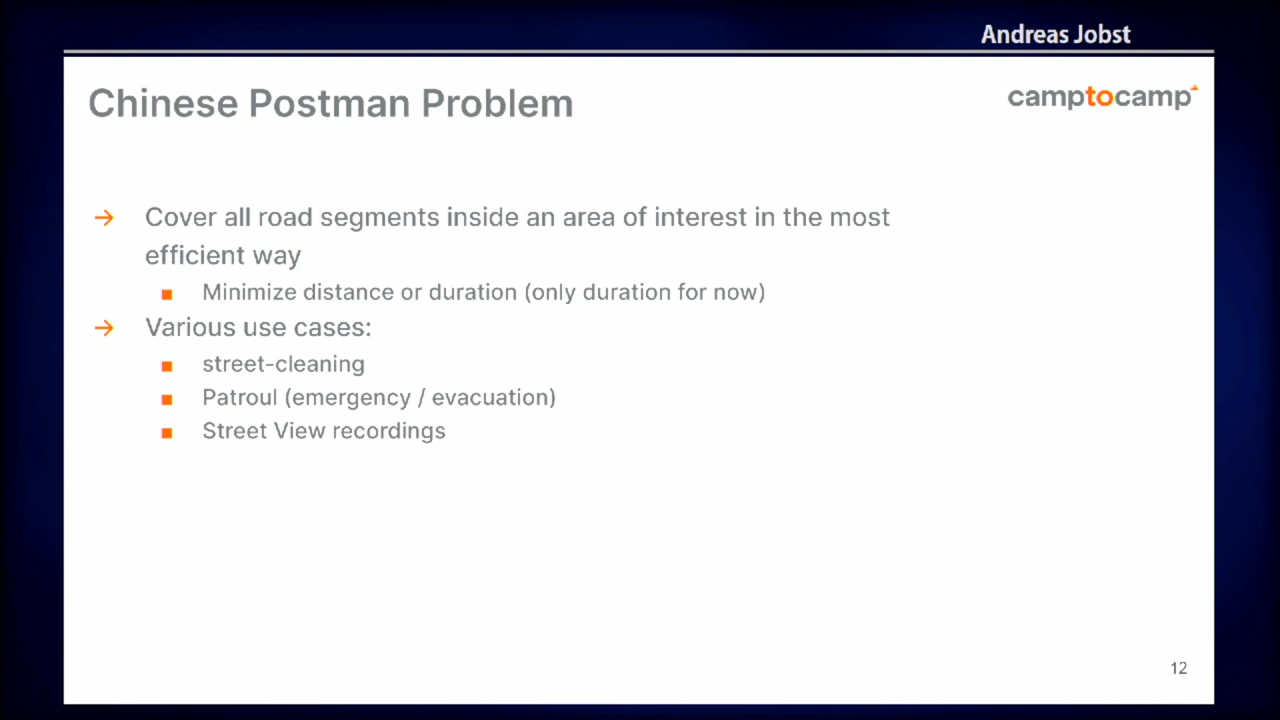 Andreas Jobst
Chinese Postman Problem
camptocamp
→ Cover all road segments inside an area of interest in the most
efficient way
■ Minimize distance or duration (only duration for now)
→ Various use cases:
■ street-cleaning
■ Patroul (emergency / evacuation)
■ Street View recordings
12